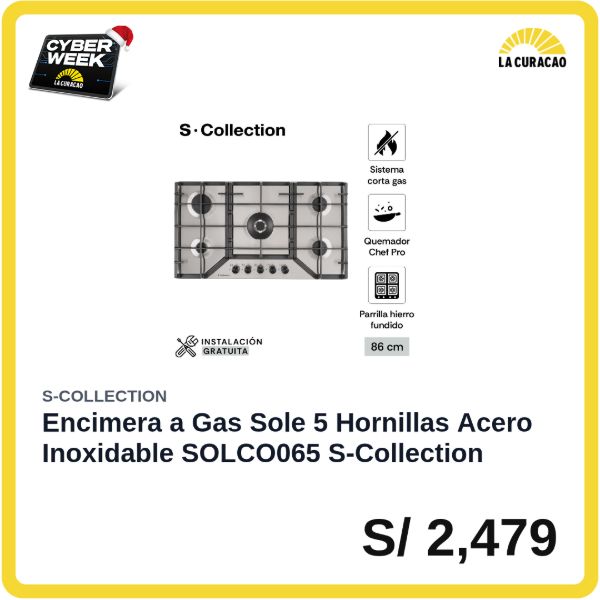 CYBER
WEEK
LA CURACAO
LA CURACAO
S·Collection
Sistema
corta gas
Quemador
Chef Pro
Parrilla hierro
fundido
86 cm
INSTALACIÓN
GRATUITA
S-COLLECTION
Encimera a Gas Sole 5 Hornillas Acero
Inoxidable SOLCO065 S-Collection
S/ 2,479